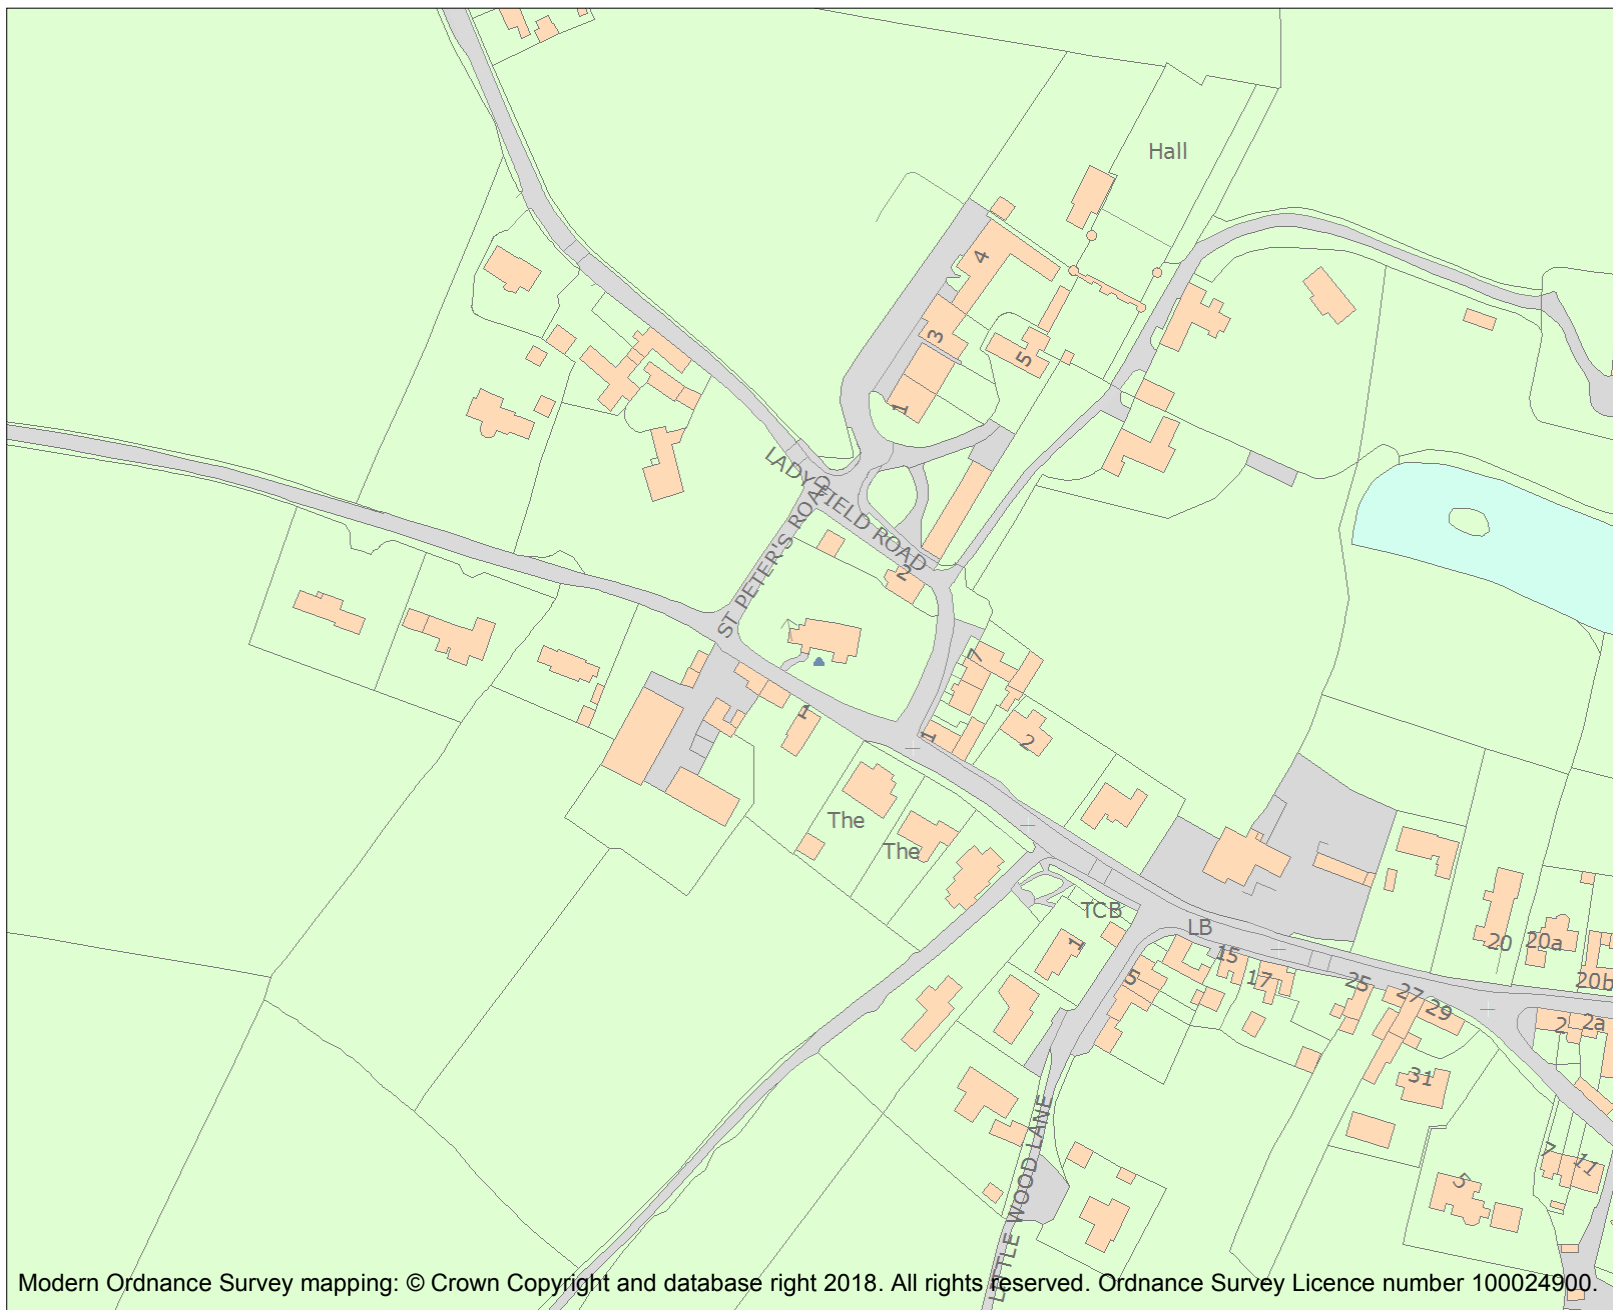 Hall
4
3
5
1
LADYFIELD ROAD
ST PETER'S ROAD
2
7
1
1
2
The
The
TCB
LB
1
5
15
17
25
27
29
20
20a
20b
2
2a
31
7
11
5
LITTLE WOOD LANE
Modern Ordnance Survey mapping: © Crown Copyright and database right 2018. All rights reserved. Ordnance Survey Licence number 100024900.